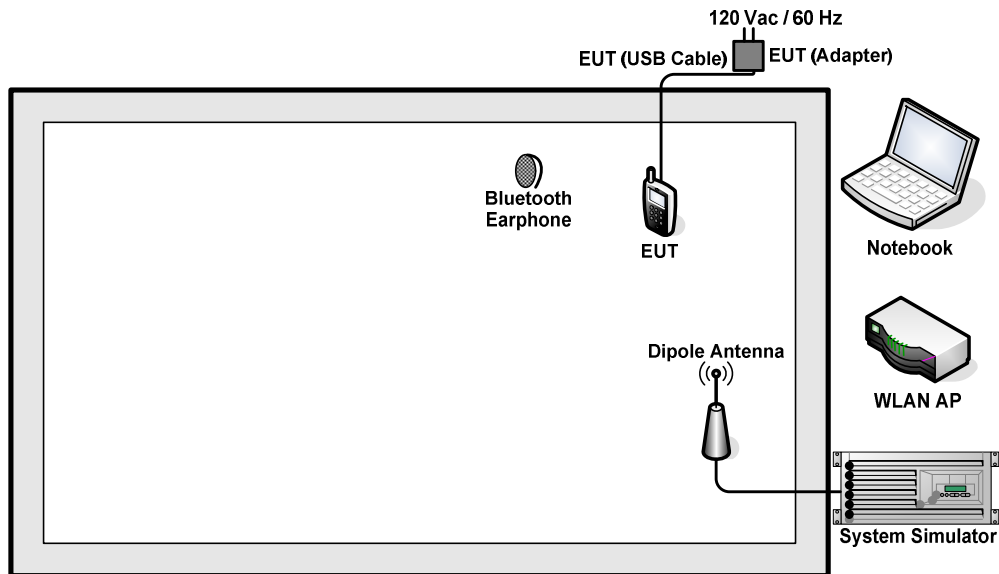 120 Vac / 60 Hz
EUT (USB Cable)
EUT (Adapter)
Bluetooth
Earphone
EUT
Notebook
Dipole Antenna
WLAN AP
System Simulator